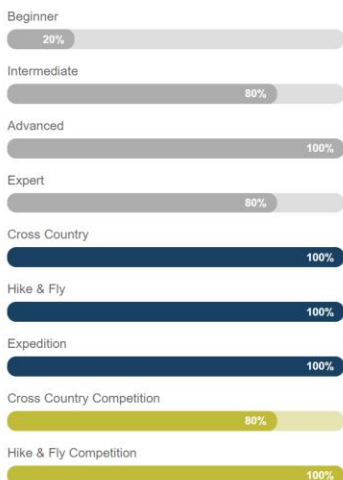 Beginner
20%
Intermediate
80%
Advanced
100%
Expert
80%
Cross Country
100%
Hike & Fly
100%
Expedition
100%
Cross Country Competition
80%
Hike & Fly Competition
100%